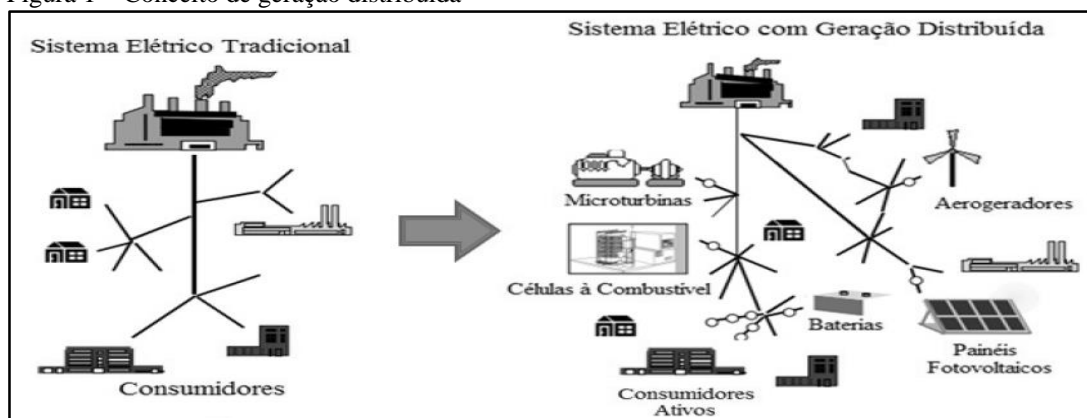 Figura 1 – Conceito de geração distribuída
Sistema Elétrico Tradicional
Consumidores
Sistema Elétrico com Geração Distribuída
Microturbinas
Aerogeradores
Células à Combustível
Baterias
Painéis
Fotovoltaicos
Consumidores
Ativos